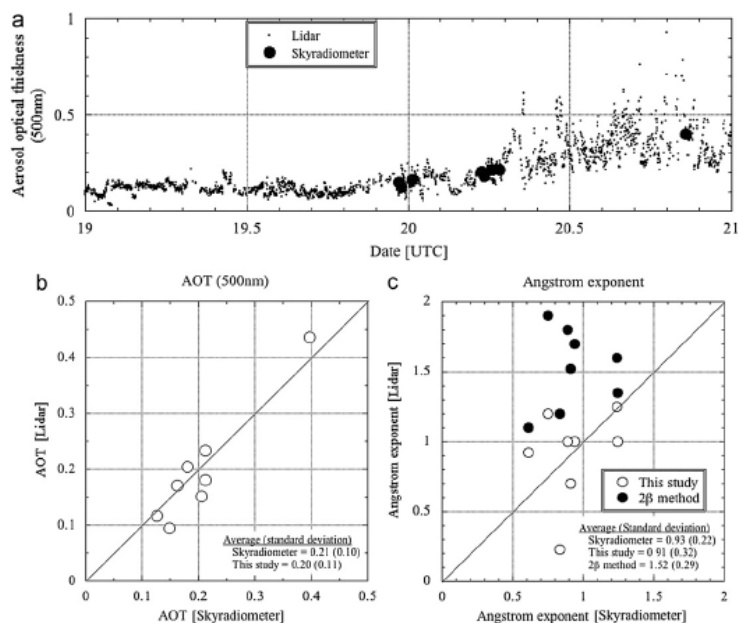 a
Lidar
Skyradiometer
Aerosol optical thickness
(500nm)
1
0.5
0
19
19.5
20
20.5
21
Date [UTC]
b
AOT (500nm)
AOT
[Lidar]
0.5
0.4
0.3
0.2
0.1
0
Average (standard deviation)
Skyradiometer = 0.21 (0.10)
This study = 0.20 (0.11)
0
0.1
0.2
0.3
0.4
0.5
AOT [Skyradiometer]
c
Angstrom exponent
Angstrom exponent [Lidar]
2
1.5
1
0.5
0
This study
2β method
Average (Standard deviation)
Skyradiometer = 0.93 (0.22)
This study = 0.91 (0.32)
2β method = 1.52 (0.29)
0
0.5
1
1.5
2
Angstrom exponent [Skyradiometer]